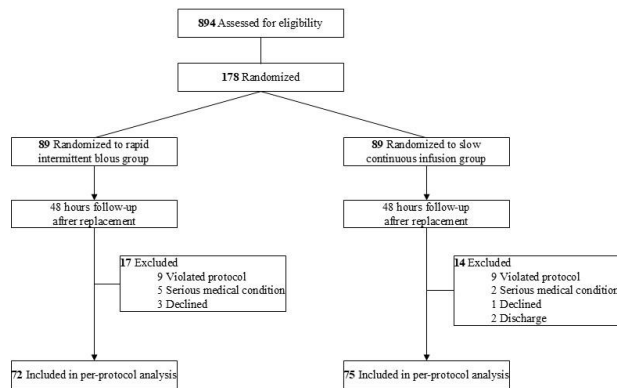 894 Assessed for eligibility
178 Randomized
89 Randomized to rapid
intermittent blous group
89 Randomized to slow
continuous infusion group
48 hours follow-up
afrer replacement
48 hours follow-up
afrer replacement
17 Excluded
9 Violated protocol
5 Serious medical condition
3 Declined
14 Excluded
9 Violated protocol
2 Serious medical condition
1 Declined
2 Discharge
72 Included in per-protocol analysis
75 Included in per-protocol analysis